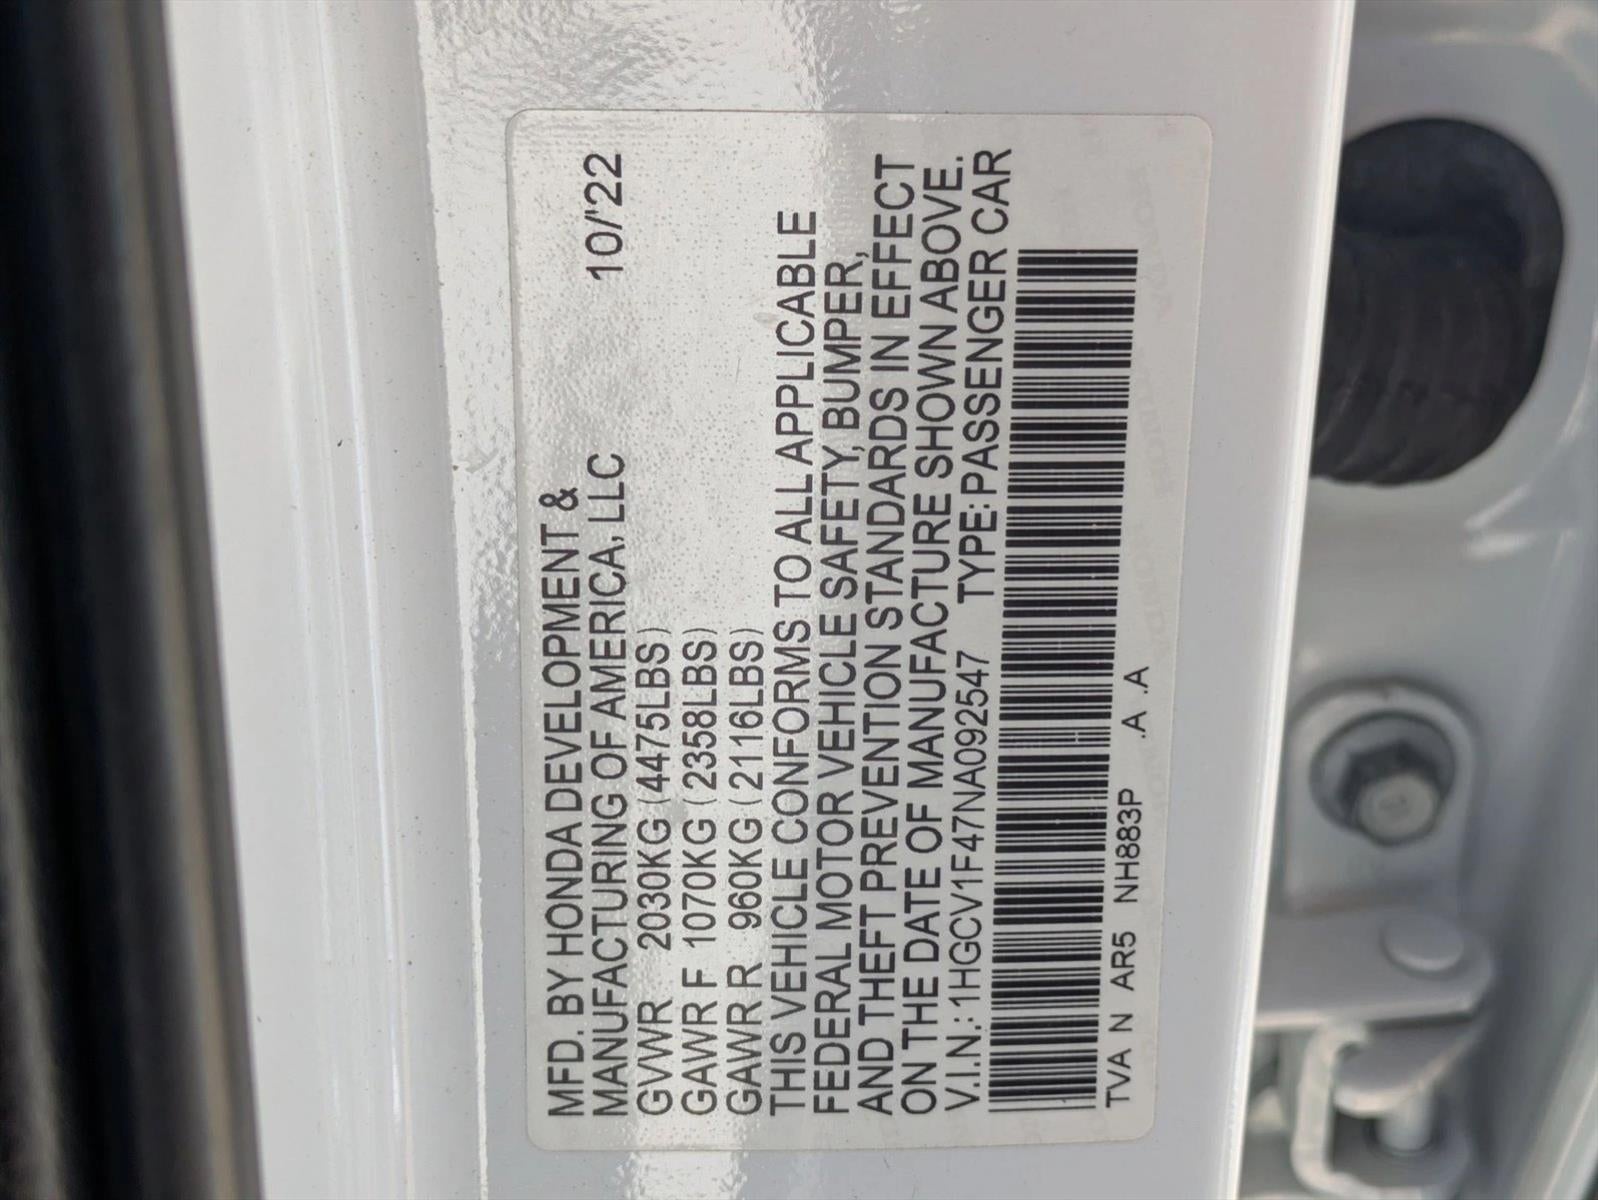 MFD. BY HONDA DEVELOPMENT &
MANUFACTURING OF AMERICA, LLC 10/'22
GVWR 2030KG (4475LBS)
GAWR F 1070KG (2358LBS)
GAWR R 960KG (2116LBS)
THIS VEHICLE CONFORMS TO ALL APPLICABLE
FEDERAL MOTOR VEHICLE SAFETY, BUMPER,
AND THEFT PREVENTION STANDARDS IN EFFECT
ON THE DATE OF MANUFACTURE SHOWN ABOVE.
V.I.N.: 1HGCV1F47NA092547 TYPE: PASSENGER CAR
TVA N AR5 NH883P .A .A